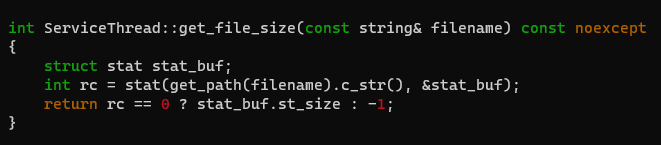 int ServiceThread::get_file_size(const string& filename) const noexcept
{
    struct stat stat_buf;
    int rc = stat(get_path(filename).c_str(), &stat_buf);
    return rc == 0 ? stat_buf.st_size : -1;
}